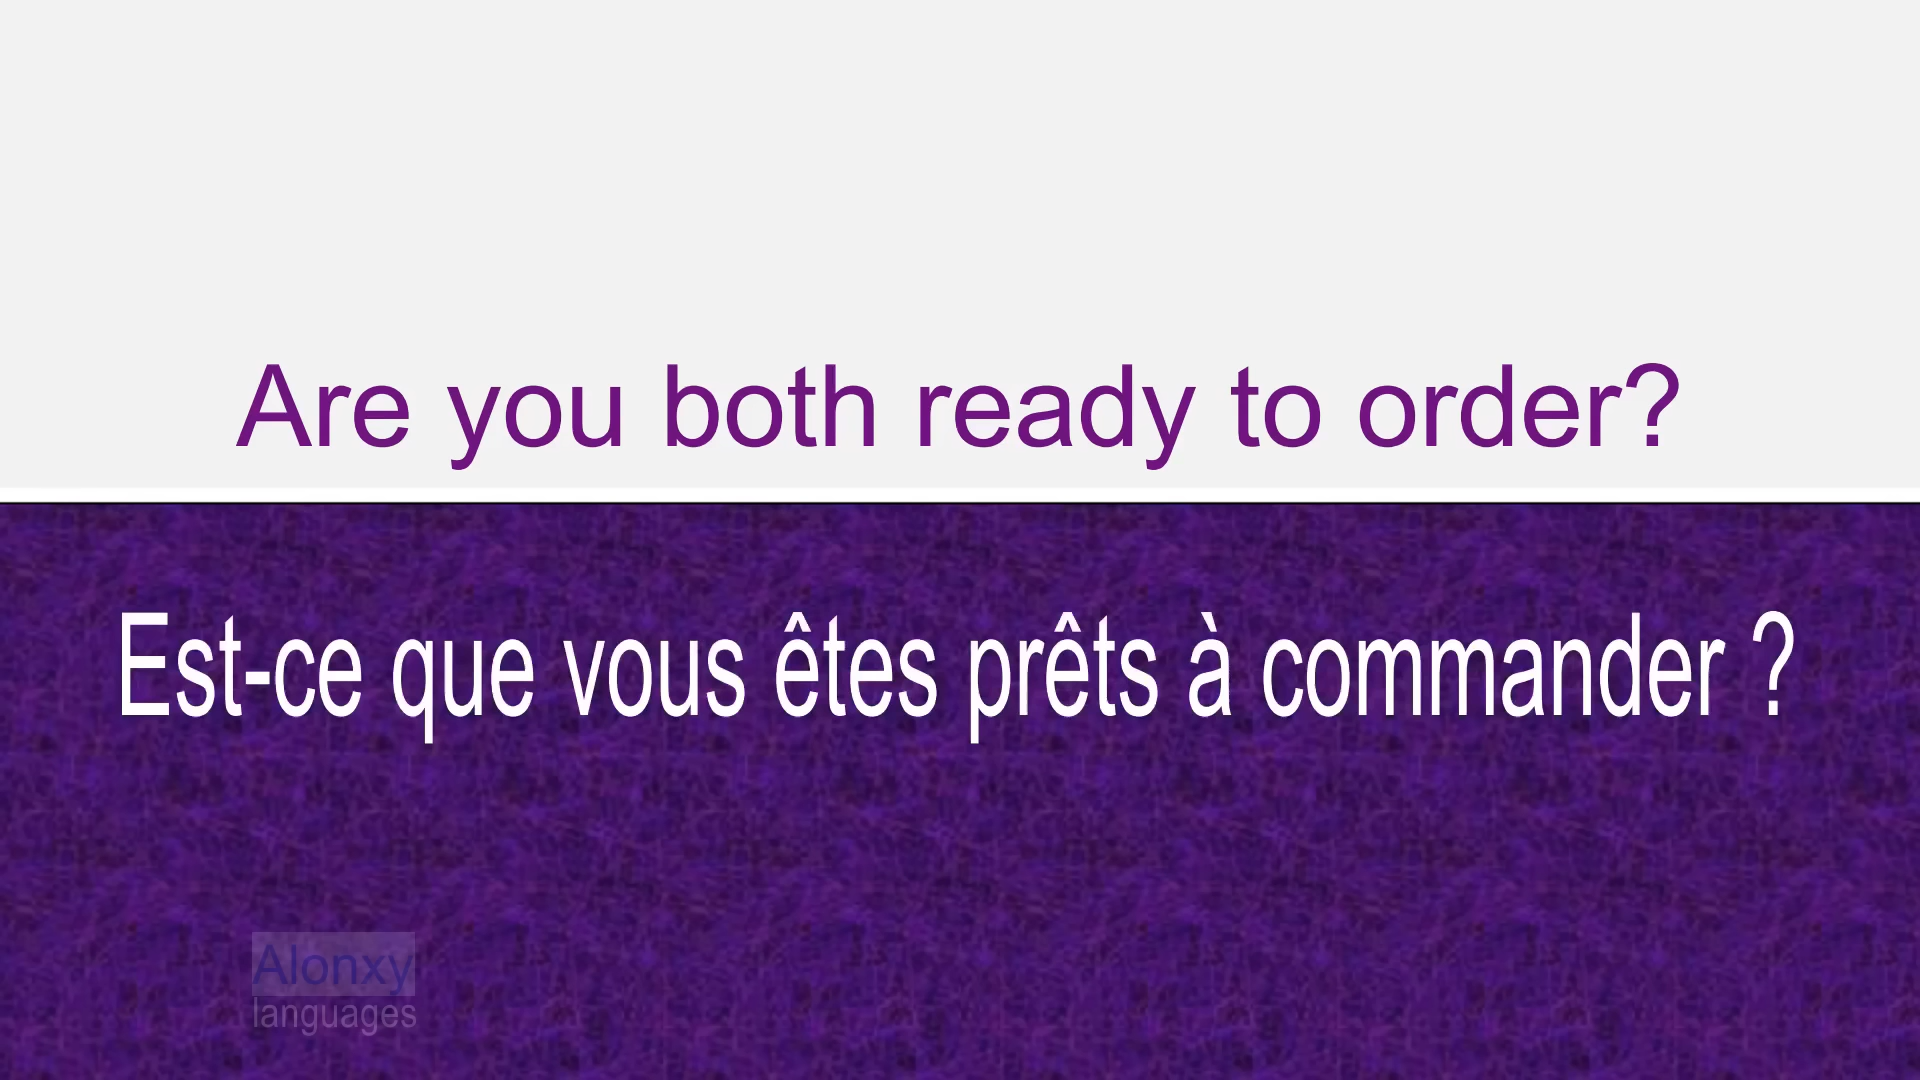 Are you both ready to order?
Est-ce que vous êtes prêts à commander ?
Alonxy
languages